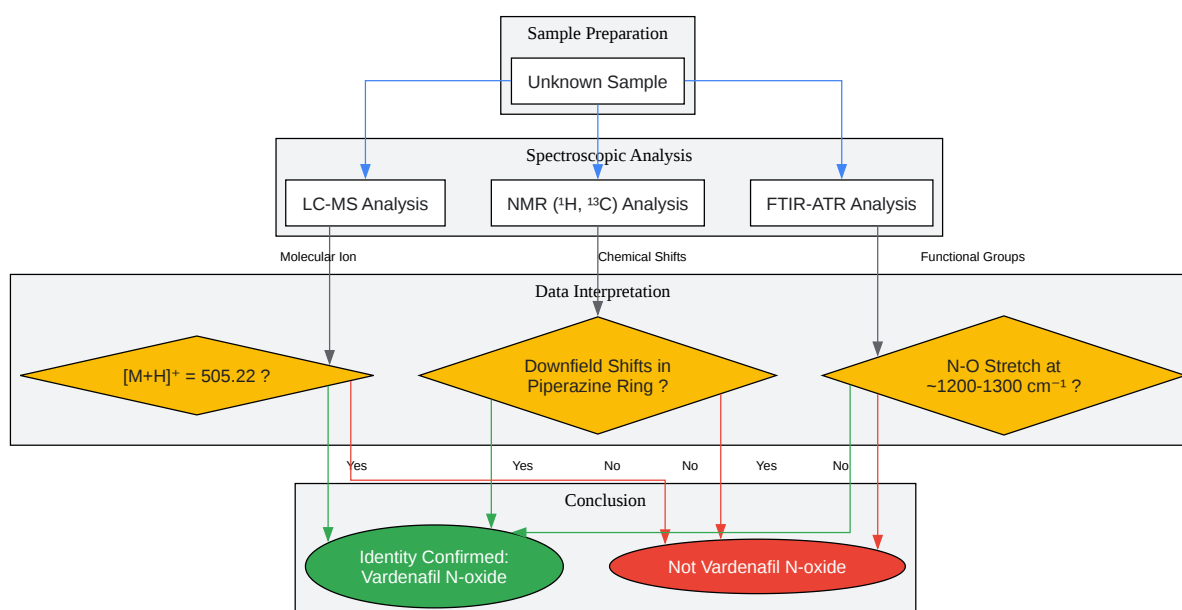 Sample Preparation
Unknown Sample
Spectroscopic Analysis
LC-MS Analysis
NMR (¹H, ¹³C) Analysis
FTIR-ATR Analysis
Molecular Ion
Chemical Shifts
Functional Groups
Data Interpretation
[M+H]⁺ = 505.22 ?
Downfield Shifts in
Piperazine Ring ?
N-O Stretch at
~1200-1300 cm⁻¹ ?
Yes
Yes
No
No
Yes
No
Conclusion
Identity Confirmed:
Vardenafil N-oxide
Not Vardenafil N-oxide